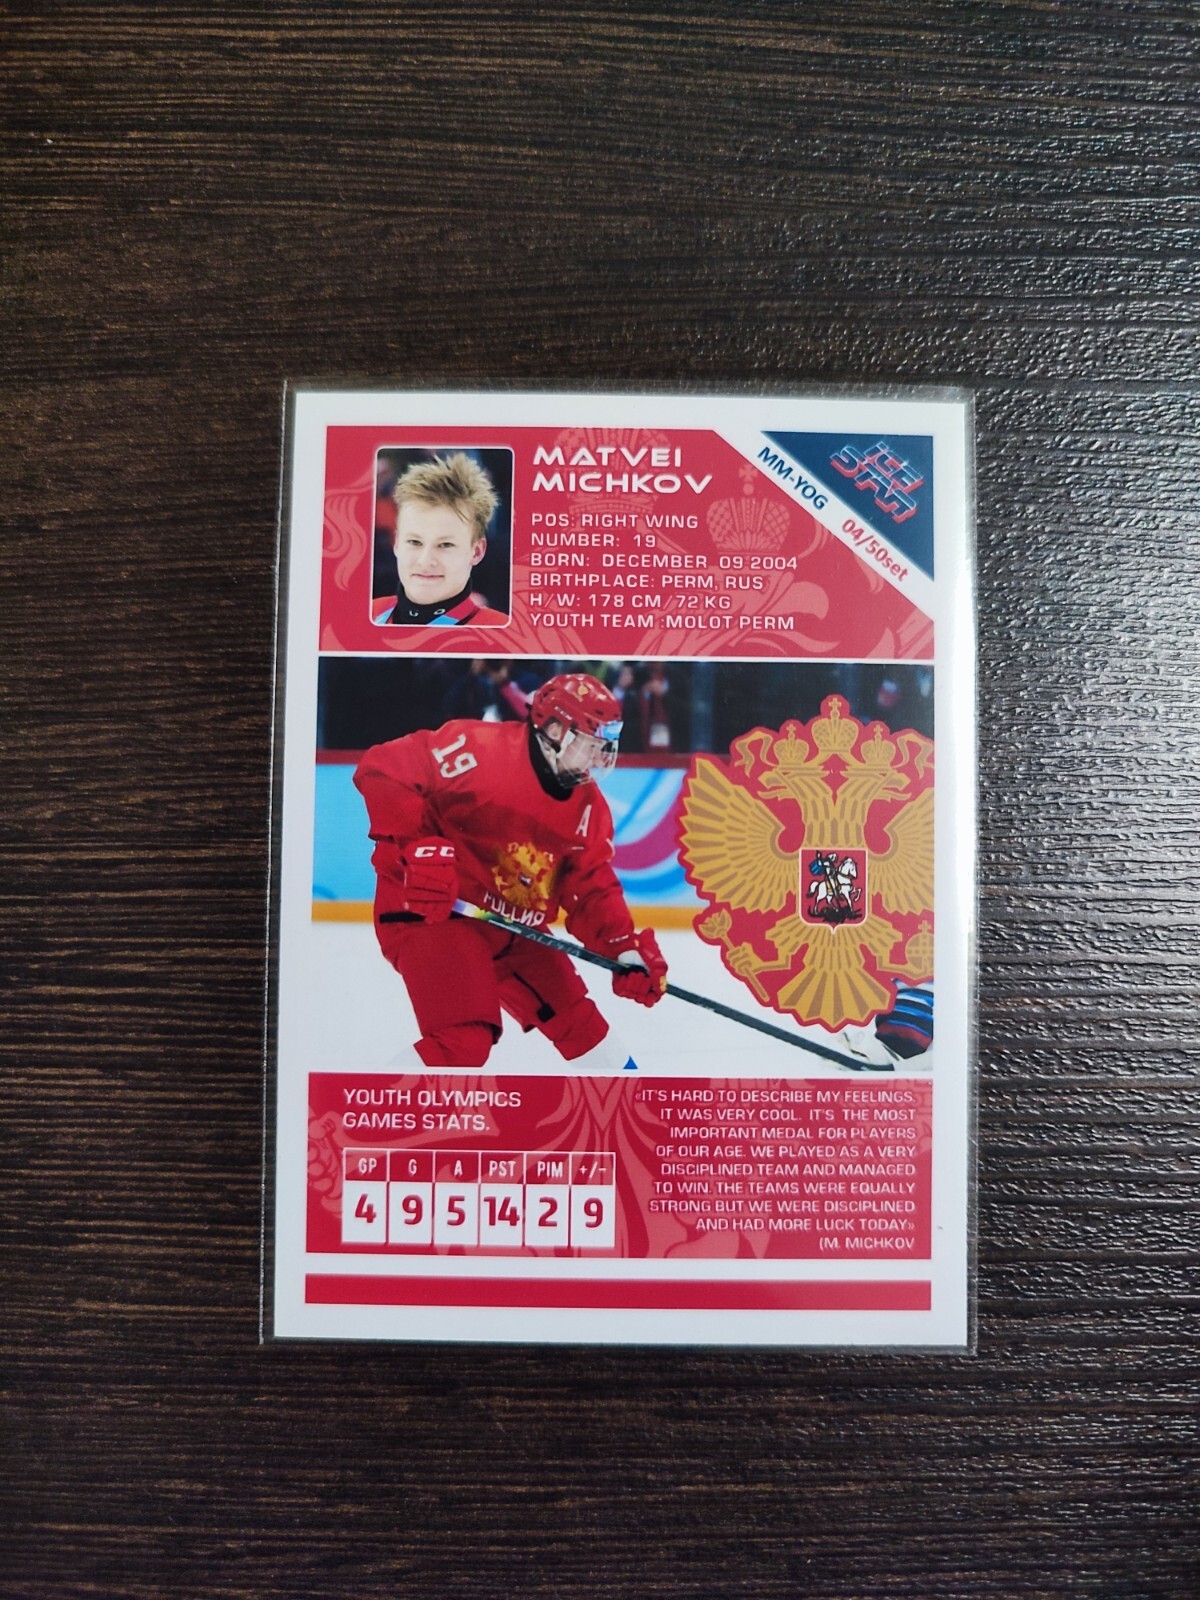 MATVEI
MICHKOV
POS: RIGHT WING
NUMBER: 19
BORN: DECEMBER 09 2004
BIRTHPLACE: PERM, RUS
H/W: 178 CM/72 KG
YOUTH TEAM :MOLOT PERM
ICE
STAR
MM-YOG
04/50set
19
A
CC
РОССИЯ
ALPHA
YOUTH OLYMPICS
GAMES STATS.
GP G A PST PIM +/-
4 9 5 14 2 9
«IT'S HARD TO DESCRIBE MY FEELINGS.
IT WAS VERY COOL. IT'S THE MOST
IMPORTANT MEDAL FOR PLAYERS
OF OUR AGE. WE PLAYED AS A VERY
DISCIPLINED TEAM AND MANAGED
TO WIN. THE TEAMS WERE EQUALLY
STRONG BUT WE WERE DISCIPLINED
AND HAD MORE LUCK TODAY»
(M. MICHKOV